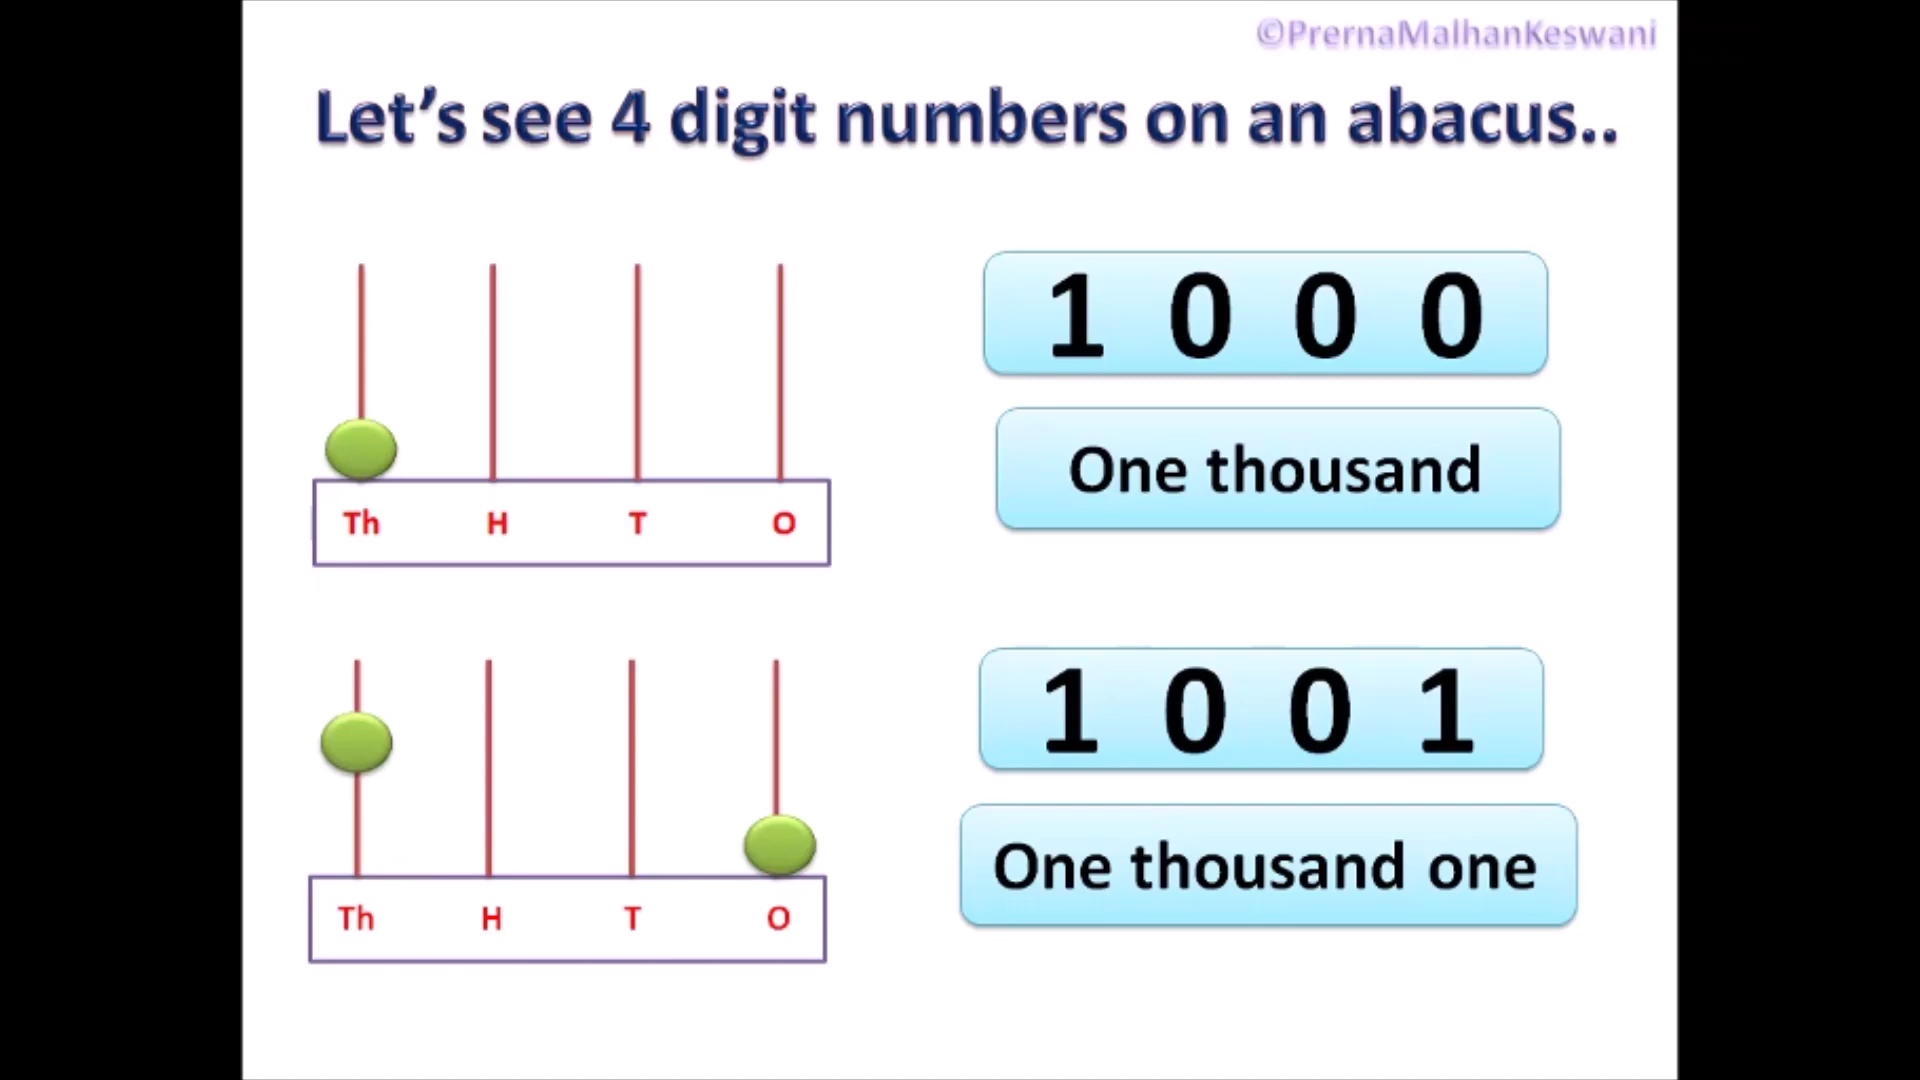 ©PrernaMalhanKeswani
Let's see 4 digit numbers on an abacus..
1 0 0 0
One thousand
Th H T O
1 0 0 1
One thousand one
Th H T O